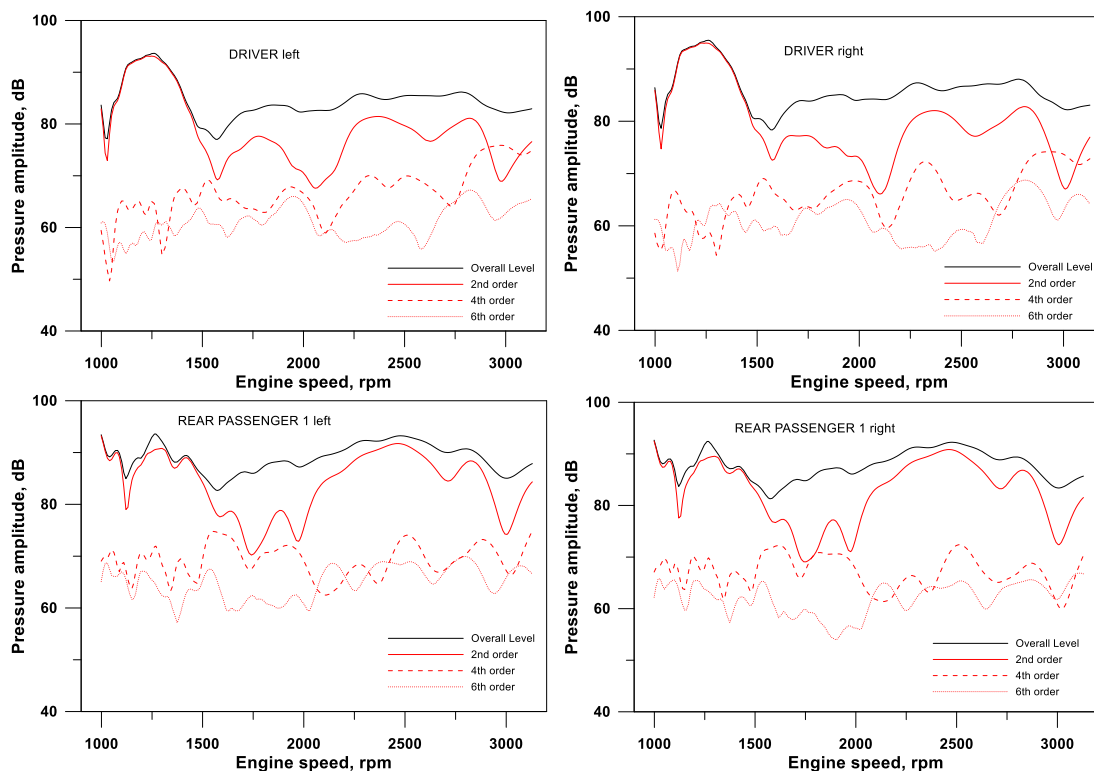 100
80
60
40
Pressure amplitude, dB
DRIVER left
Overall Level
2nd order
4th order
6th order
1000 1500 2000 2500 3000
Engine speed, rpm
100
80
60
40
Pressure amplitude, dB
DRIVER right
Overall Level
2nd order
4th order
6th order
1000 1500 2000 2500 3000
Engine speed, rpm
100
80
60
40
Pressure amplitude, dB
REAR PASSENGER 1 left
Overall Level
2nd order
4th order
6th order
1000 1500 2000 2500 3000
Engine speed, rpm
100
80
60
40
Pressure amplitude, dB
REAR PASSENGER 1 right
Overall Level
2nd order
4th order
6th order
1000 1500 2000 2500 3000
Engine speed, rpm